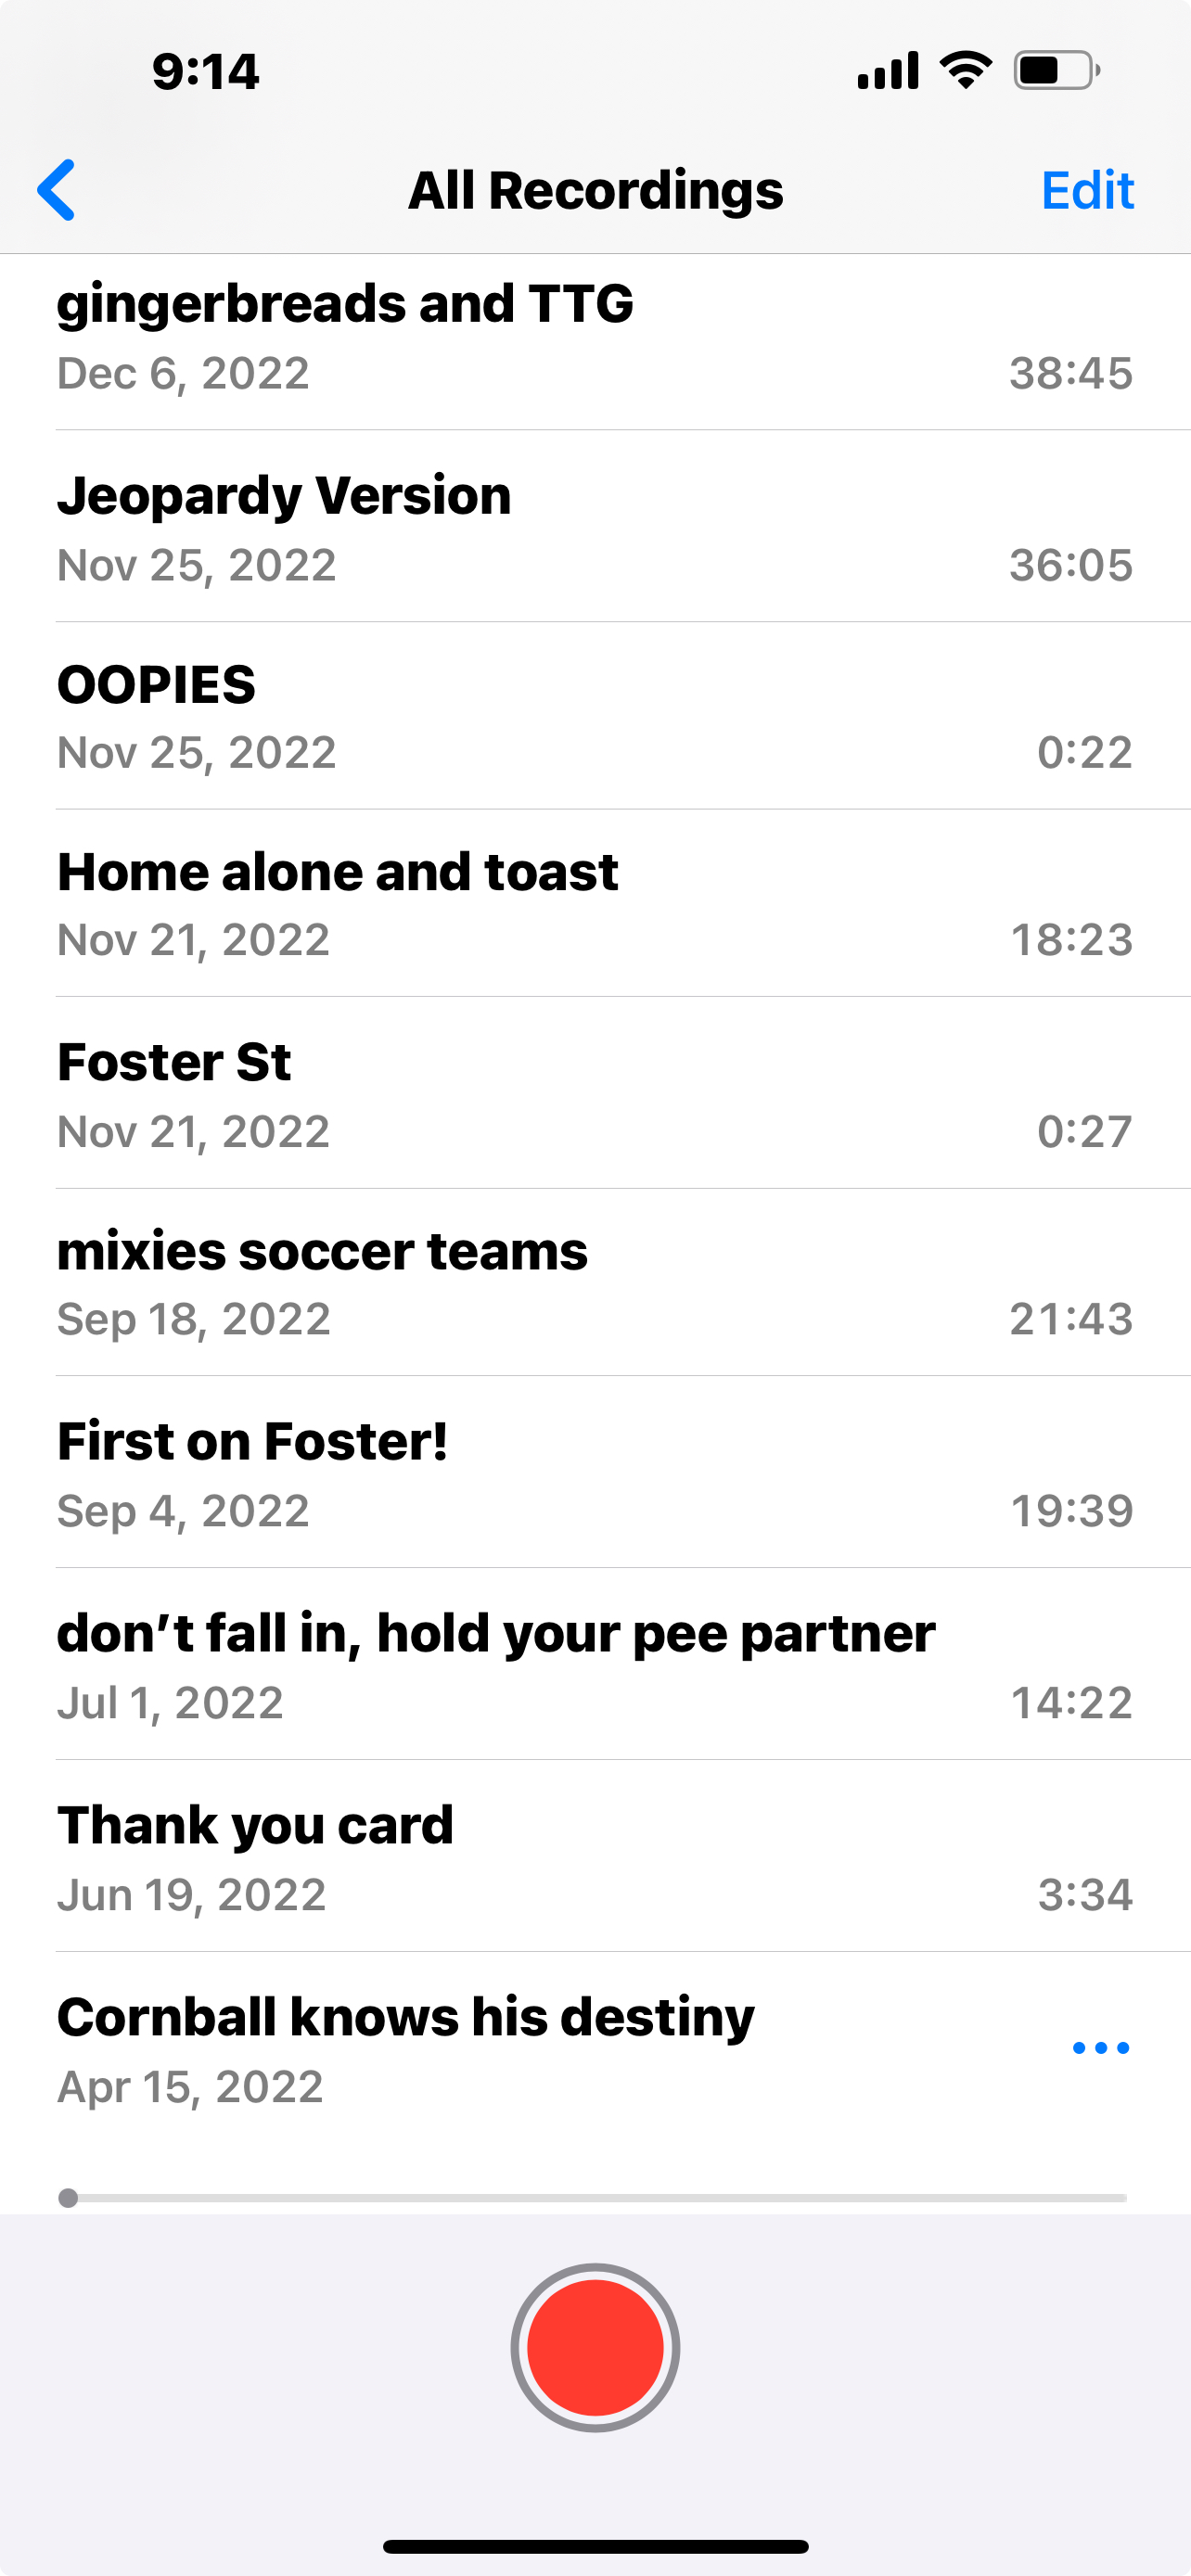 9:14
All Recordings Edit
gingerbreads and TTG
Dec 6, 2022 38:45
Jeopardy Version
Nov 25, 2022 36:05
OOPIES
Nov 25, 2022 0:22
Home alone and toast
Nov 21, 2022 18:23
Foster St
Nov 21, 2022 0:27
mixies soccer teams
Sep 18, 2022 21:43
First on Foster!
Sep 4, 2022 19:39
don’t fall in, hold your pee partner
Jul 1, 2022 14:22
Thank you card
Jun 19, 2022 3:34
Cornball knows his destiny
Apr 15, 2022